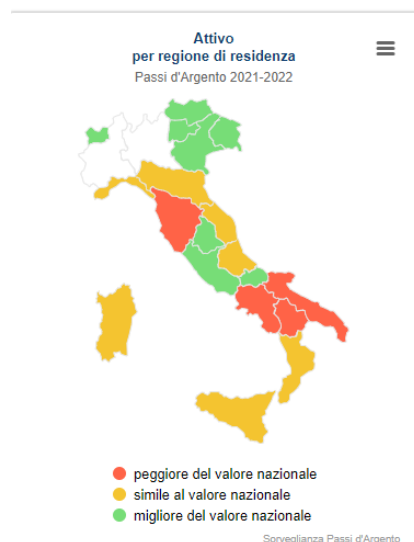 Attivo
per regione di residenza
Passi d'Argento 2021-2022
peggiore del valore nazionale
simile al valore nazionale
migliore del valore nazionale
Sorveglianza Passi d'Argento